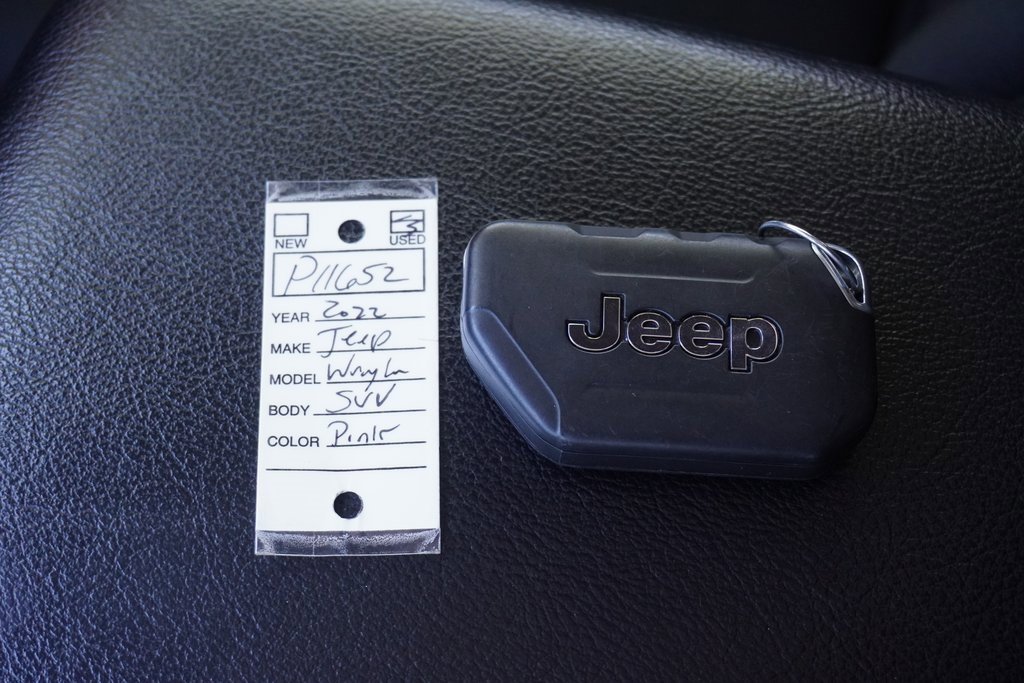 NEW USED
P11652
YEAR 2022
MAKE Jeep
MODEL Wrangler
BODY SUV
COLOR Pink
Jeep